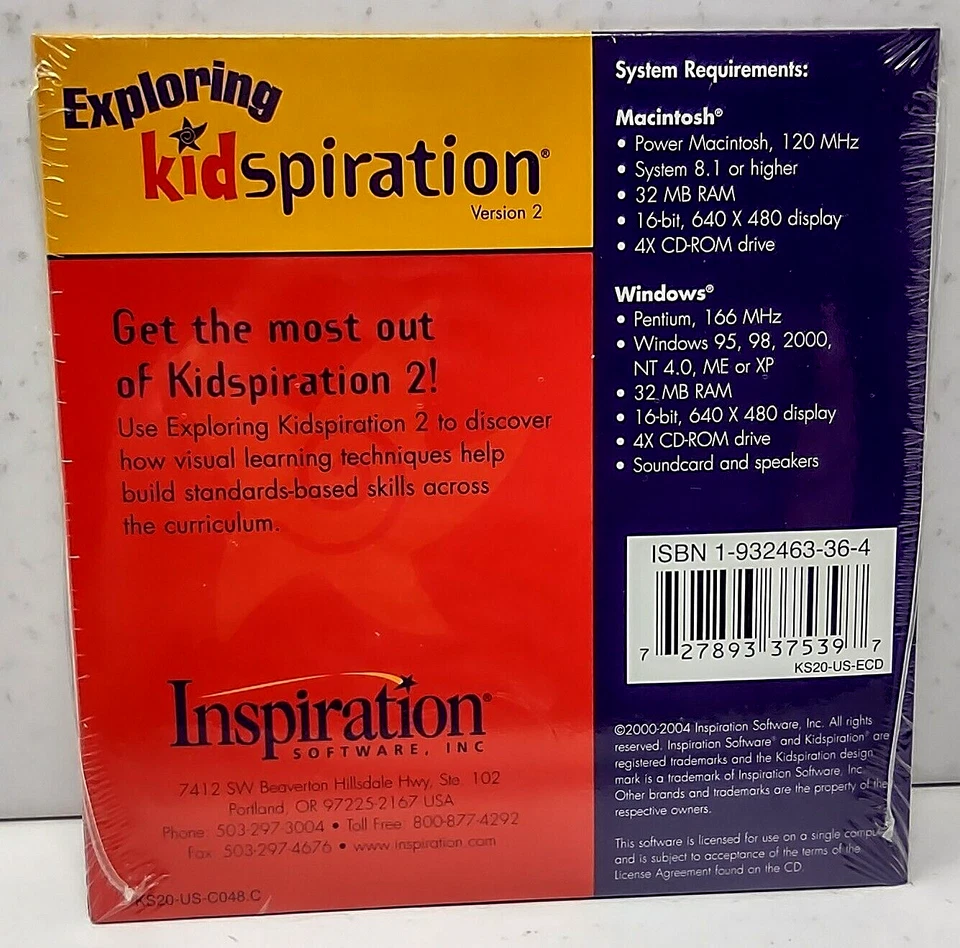 Exploring
kidspiration®
Version 2
Get the most out
of Kidspiration 2!
Use Exploring Kidspiration 2 to discover
how visual learning techniques help
build standards-based skills across
the curriculum.
Inspiration®
SOFTWARE, INC
7412 SW Beaverton Hillsdale Hwy, Ste. 102
Portland, OR 97225-2167 USA
Phone: 503-297-3004 • Toll Free: 800-877-4292
Fax: 503-297-4676 • www.inspiration.com
KS20-US-C048.C
System Requirements:
Macintosh®
• Power Macintosh, 120 MHz
• System 8.1 or higher
• 32 MB RAM
• 16-bit, 640 X 480 display
• 4X CD-ROM drive
Windows®
• Pentium, 166 MHz
• Windows 95, 98, 2000,
NT 4.0, ME or XP
• 32 MB RAM
• 16-bit, 640 X 480 display
• 4X CD-ROM drive
• Soundcard and speakers
ISBN 1-932463-36-4
7 27893 37539 7
KS20-US-ECD
©2000-2004 Inspiration Software, Inc. All rights
reserved. Inspiration Software® and Kidspiration® are
registered trademarks and the Kidspiration design
mark is a trademark of Inspiration Software, Inc.
Other brands and trademarks are the property of the
respective owners.
This software is licensed for use on a single
and is subject to acceptance of the terms of the
License Agreement found on the CD.